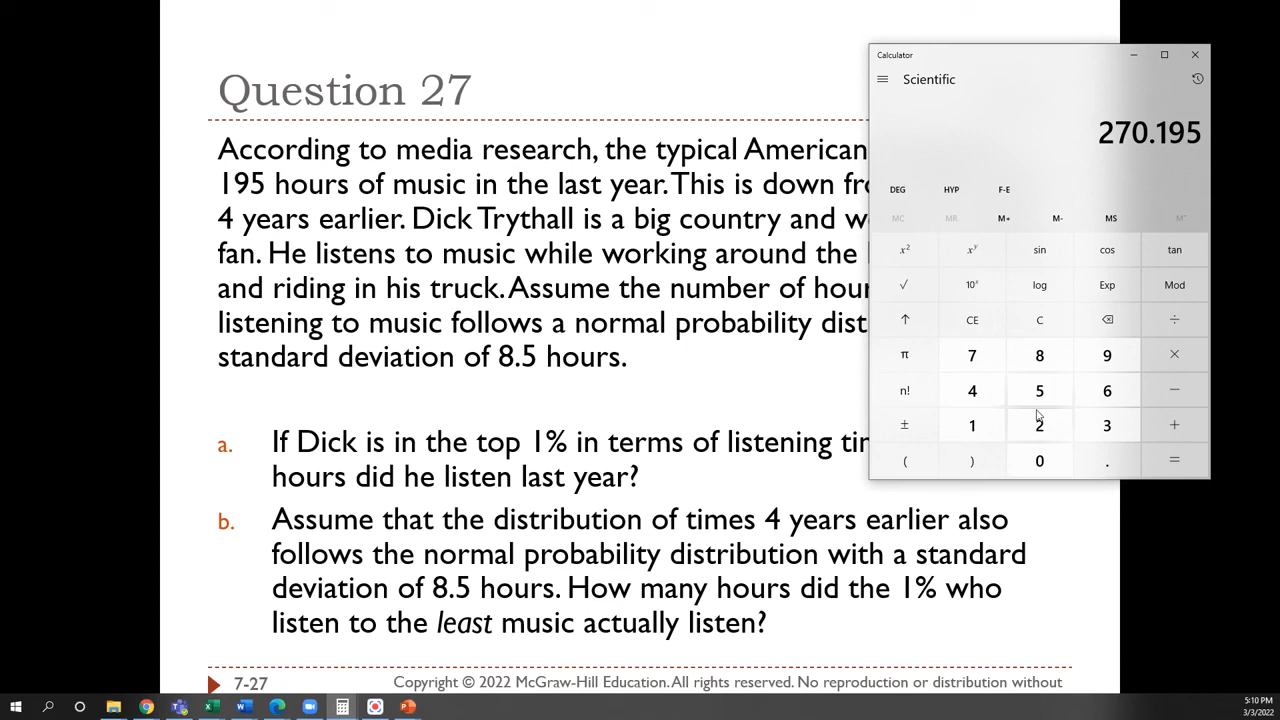 Question 27
According to media research, the typical American
195 hours of music in the last year. This is down
4 years earlier. Dick Trythall is a big country and
fan. He listens to music while working around the
and riding in his truck. Assume the number of
listening to music follows a normal probability
standard deviation of 8.5 hours.
a. If Dick is in the top 1% in terms of listening
hours did he listen last year?
b. Assume that the distribution of times 4 years earlier also
follows the normal probability distribution with a standard
deviation of 8.5 hours. How many hours did the 1% who
listen to the least music actually listen?
7-27
Copyright © 2022 McGraw-Hill Education. All rights reserved. No reproduction or distribution without
Calculator
Scientific
270.195
DEG HYP F-E
MC MR M+ M- MS M˅
x² xʸ sin cos tan
√ 10ˣ log Exp Mod
↑ CE C ⌫ ÷
π 7 8 9 ×
n! 4 5 6 −
± 1 2 3 +
( ) 0 . =
5:10 PM
3/3/2022